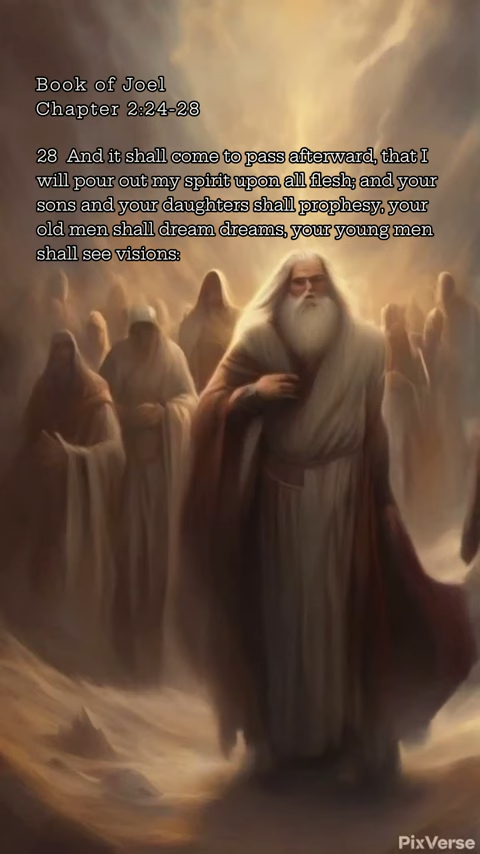 Book of Joel
Chapter 2:24-28
28 And it shall come to pass afterward, that I
will pour out my spirit upon all flesh; and your
sons and your daughters shall prophesy, your
old men shall dream dreams, your young men
shall see visions:
PixVerse